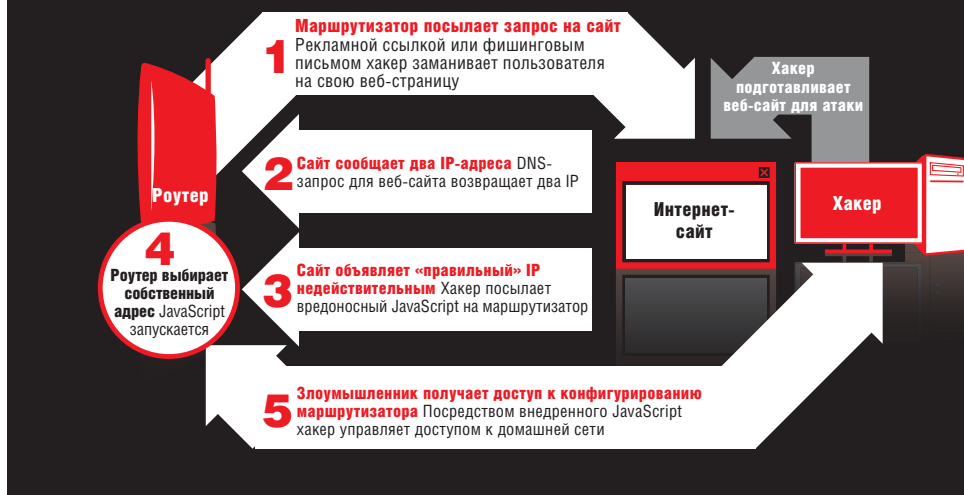 1
Маршрутизатор посылает запрос на сайт
Рекламной ссылкой или фишинговым
письмом хакер заманивает пользователя
на свою веб-страницу
Хакер
подготавливает
веб-сайт для атаки
2
Сайт сообщает два IP-адреса DNS-
запрос для веб-сайта возвращает два IP
Роутер
Интернет-
сайт
Хакер
3
Сайт объявляет «правильный» IP
недействительным Хакер посылает
вредоносный JavaScript на маршрутизатор
4
Роутер выбирает
собственный
адрес JavaScript
запускается
5
Злоумышленник получает доступ к конфигурированию
маршрутизатора Посредством внедренного JavaScript
хакер управляет доступом к домашней сети